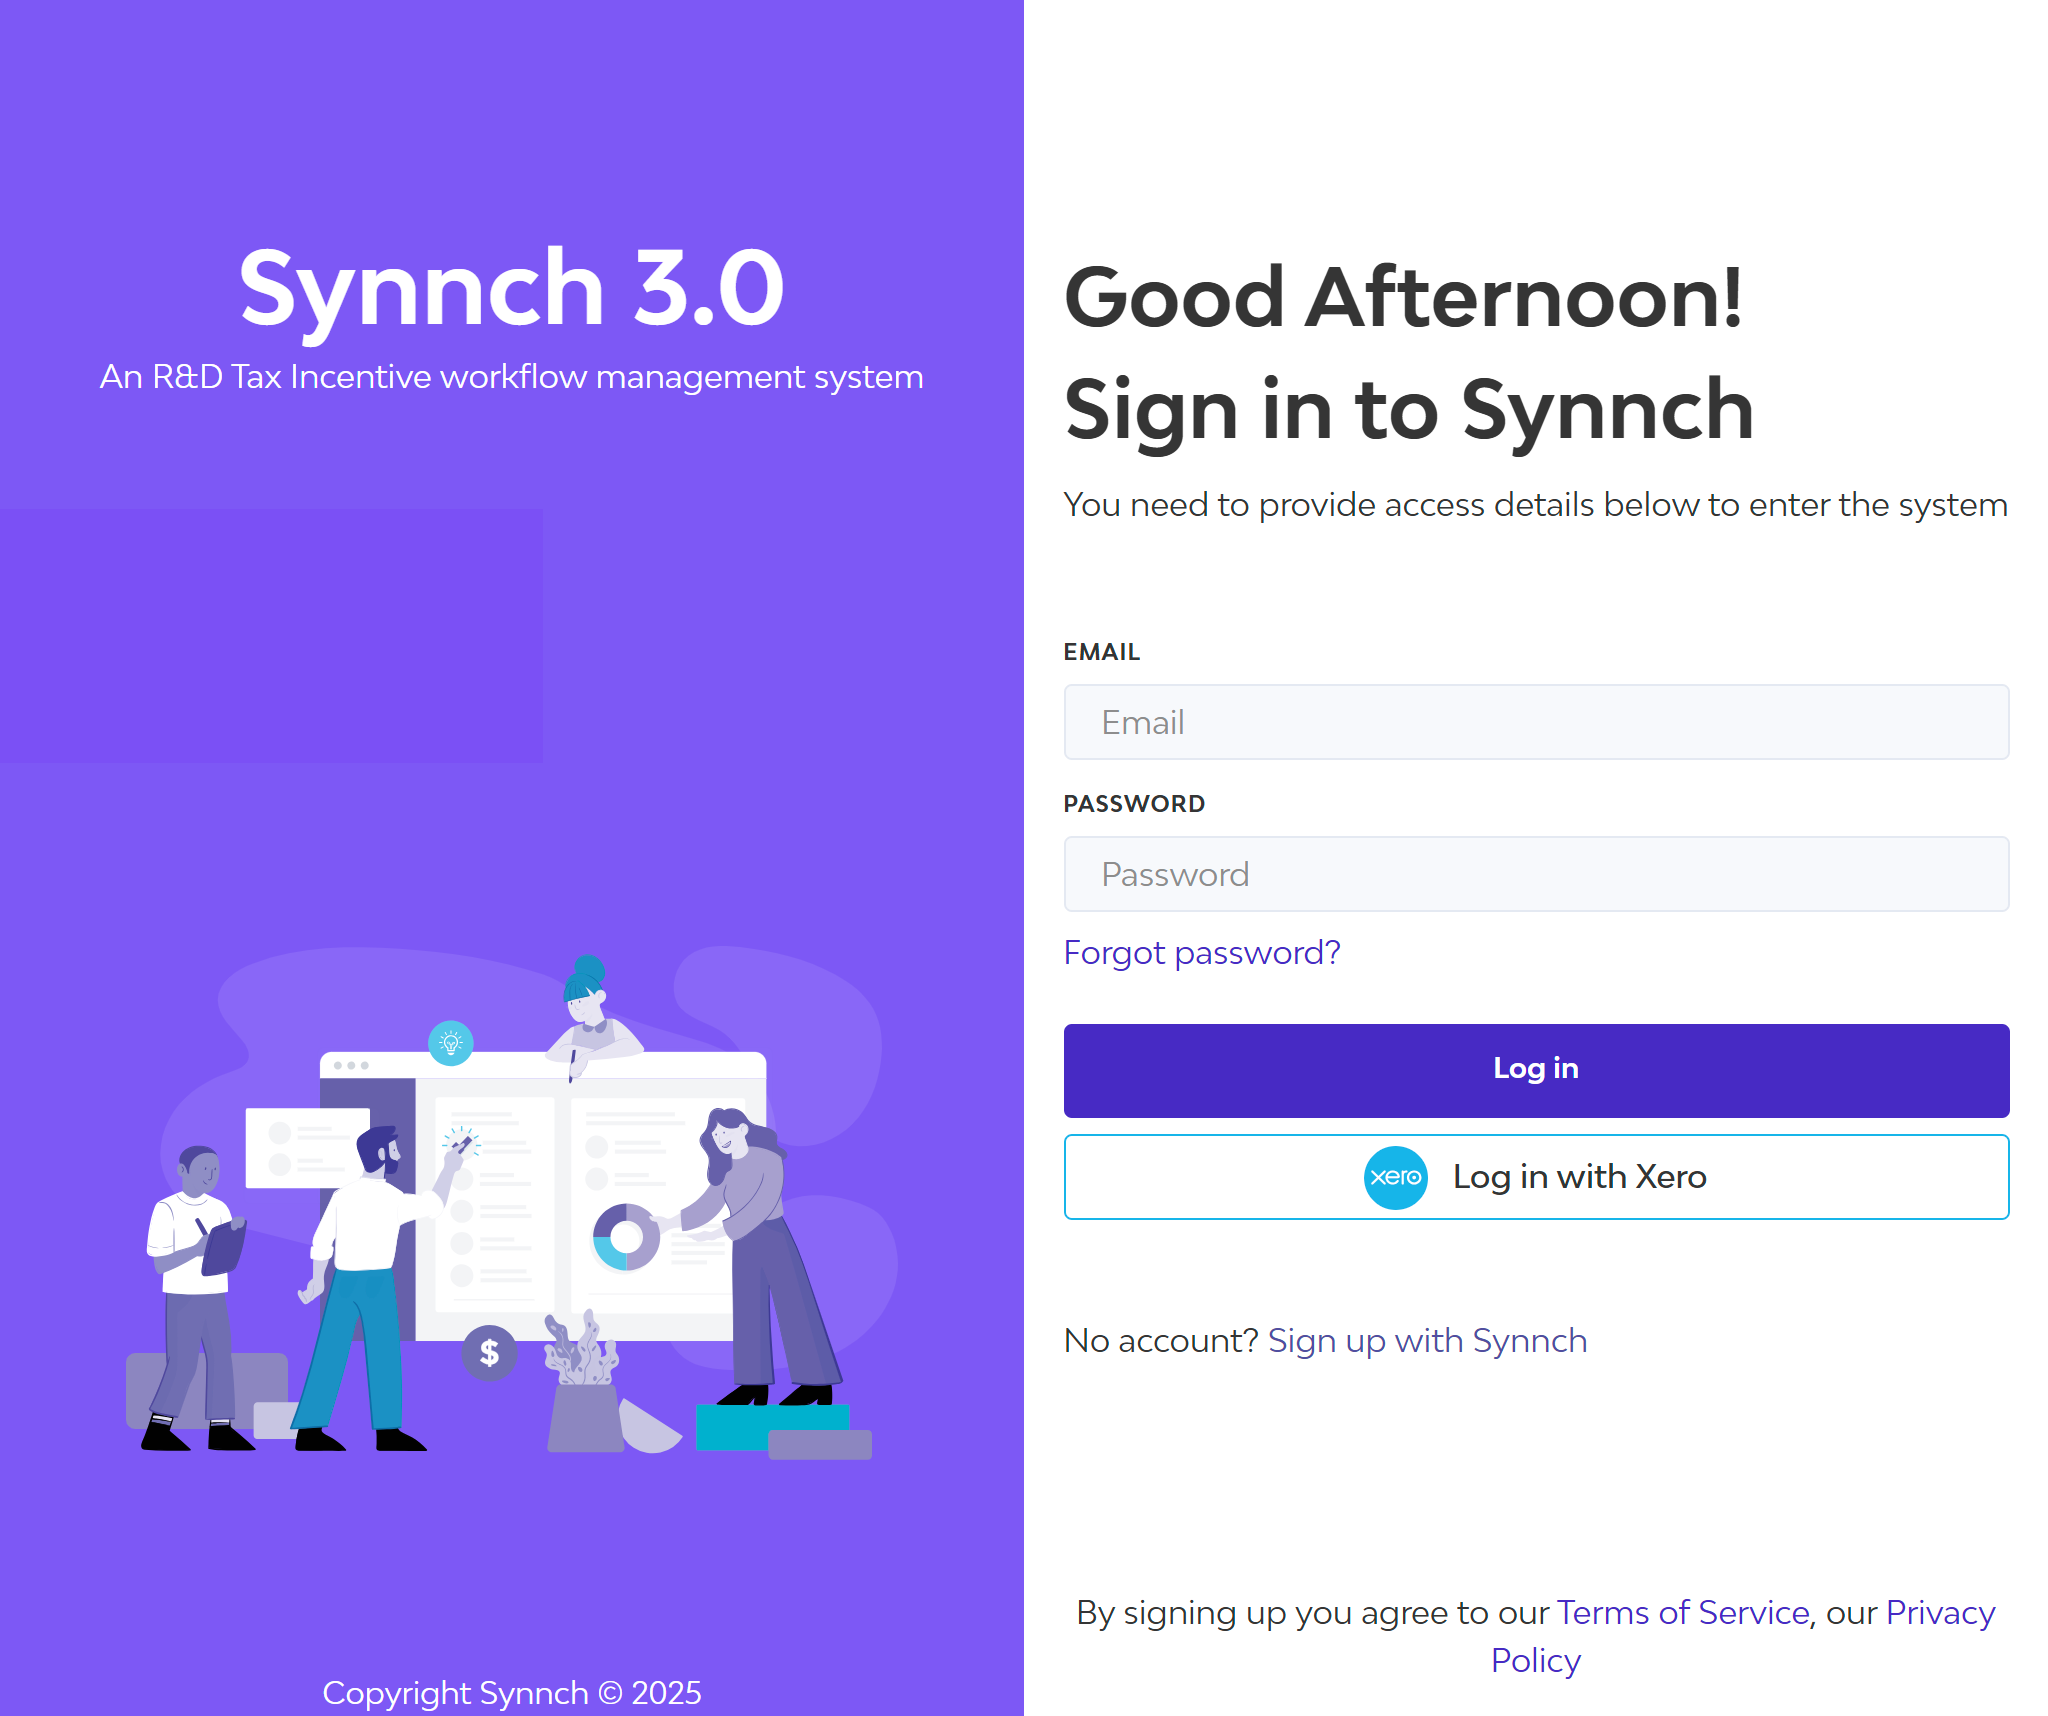 Synnch 3.0
An R&D Tax Incentive workflow management system
$
Copyright Synnch © 2025
Good Afternoon!
Sign in to Synnch
You need to provide access details below to enter the system
EMAIL
Email
PASSWORD
Password
Forgot password?
Log in
xero Log in with Xero
No account? Sign up with Synnch
By signing up you agree to our Terms of Service, our Privacy
Policy